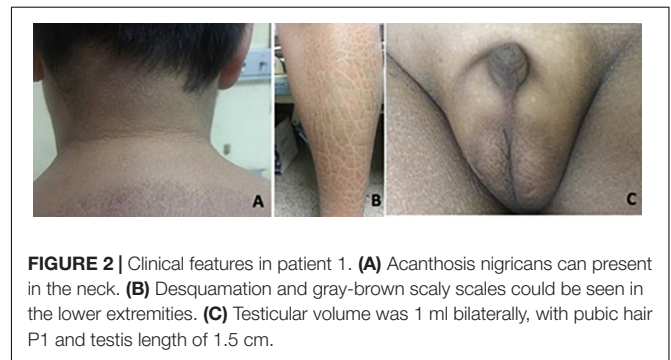 A
B
C
FIGURE 2 | Clinical features in patient 1. (A) Acanthosis nigricans can present
in the neck. (B) Desquamation and gray-brown scaly scales could be seen in
the lower extremities. (C) Testicular volume was 1 ml bilaterally, with pubic hair
P1 and testis length of 1.5 cm.